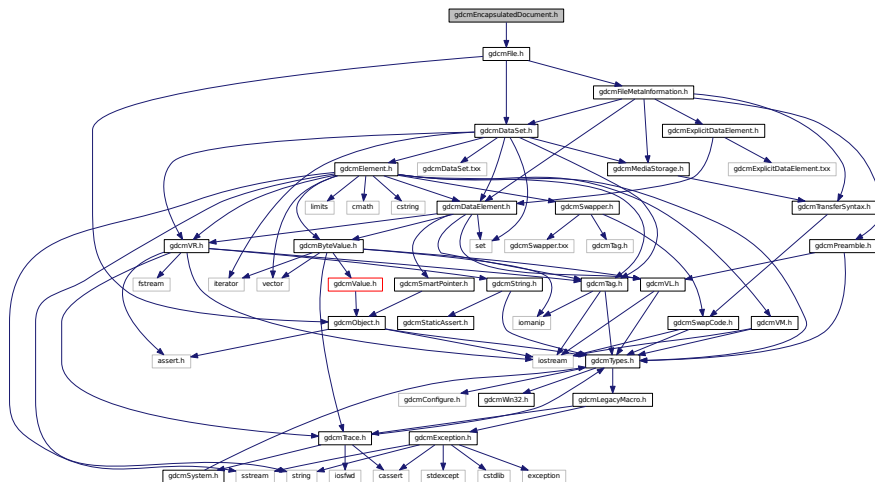 gdcmEncapsulatedDocument.h
gdcmFile.h
gdcmFileMetaInformation.h
gdcmDataSet.h
gdcmExplicitDataElement.h
gdcmElement.h
gdcmDataSet.txx
gdcmMediaStorage.h
gdcmExplicitDataElement.txx
limits
cmath
cstring
gdcmDataElement.h
gdcmSwapper.h
gdcmTransferSyntax.h
gdcmVR.h
gdcmByteValue.h
set
gdcmSwapper.txx
gdcmTag.h
gdcmPreamble.h
fstream
iterator
vector
gdcmValue.h
gdcmSmartPointer.h
gdcmString.h
gdcmTag.h
gdcmVL.h
gdcmObject.h
gdcmStaticAssert.h
iomanip
gdcmSwapCode.h
gdcmVM.h
assert.h
iostream
gdcmTypes.h
gdcmConfigure.h
gdcmWin32.h
gdcmLegacyMacro.h
gdcmTrace.h
gdcmException.h
gdcmSystem.h
sstream
string
iosfwd
cassert
stdexcept
cstdlib
exception